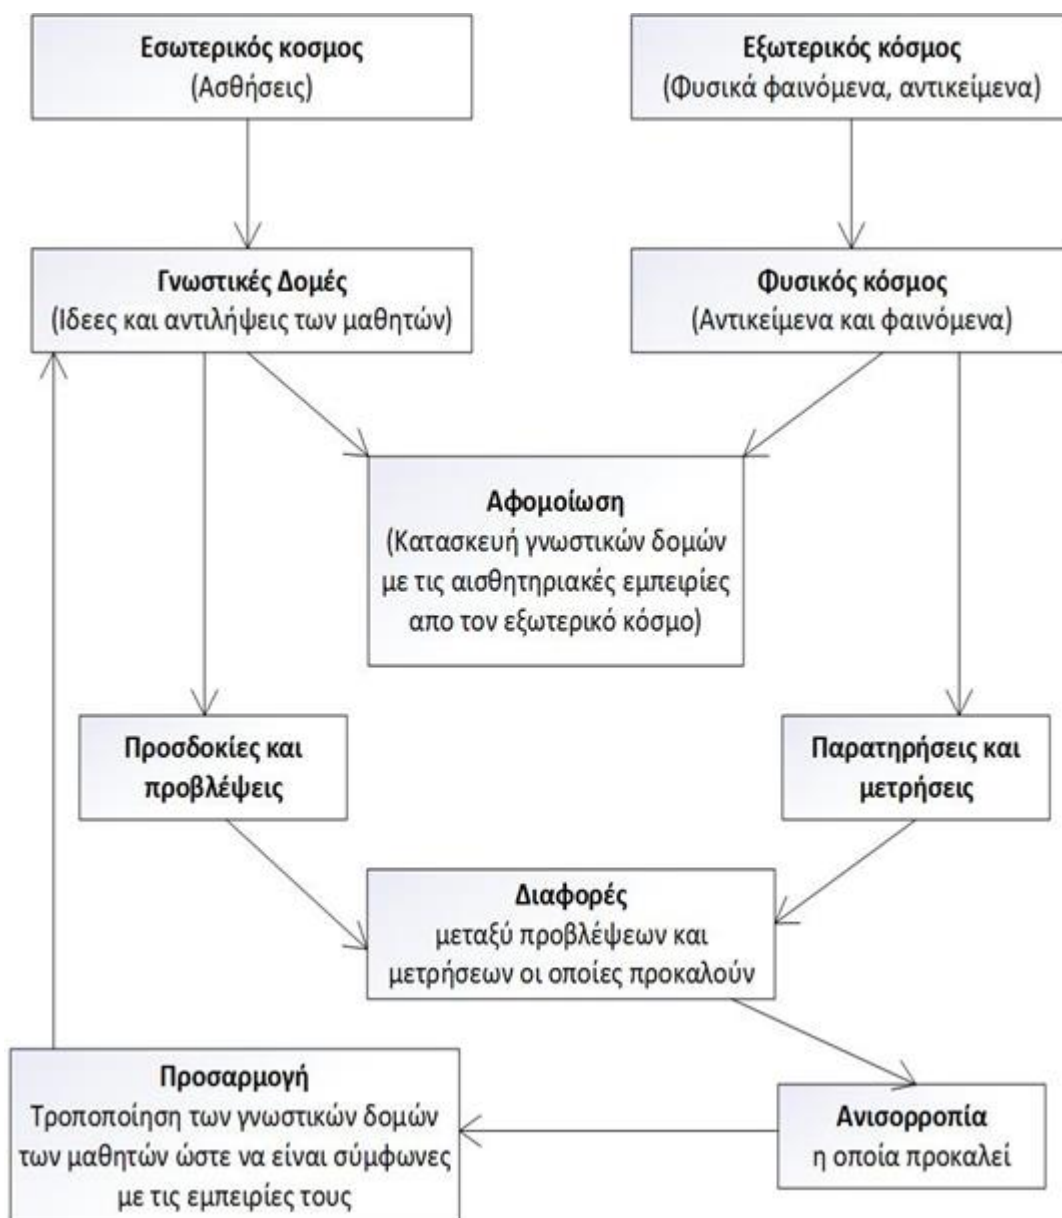 Εσωτερικός κοσμος
(Ασθήσεις)
Εξωτερικός κόσμος
(Φυσικά φαινόμενα, αντικείμενα)
Γνωστικές Δομές
(Ιδεες και αντιλήψεις των μαθητών)
Φυσικός κόσμος
(Αντικείμενα και φαινόμενα)
Αφομοίωση
(Κατασκευή γνωστικών δομών
με τις αισθητηριακές εμπειρίες
απο τον εξωτερικό κόσμο)
Προσδοκίες και
προβλέψεις
Παρατηρήσεις και
μετρήσεις
Διαφορές
μεταξύ προβλέψεων και
μετρήσεων οι οποίες προκαλούν
Προσαρμογή
Τροποποίηση των γνωστικών δομών
των μαθητών ώστε να είναι σύμφωνες
με τις εμπειρίες τους
Ανισορροπία
η οποία προκαλεί